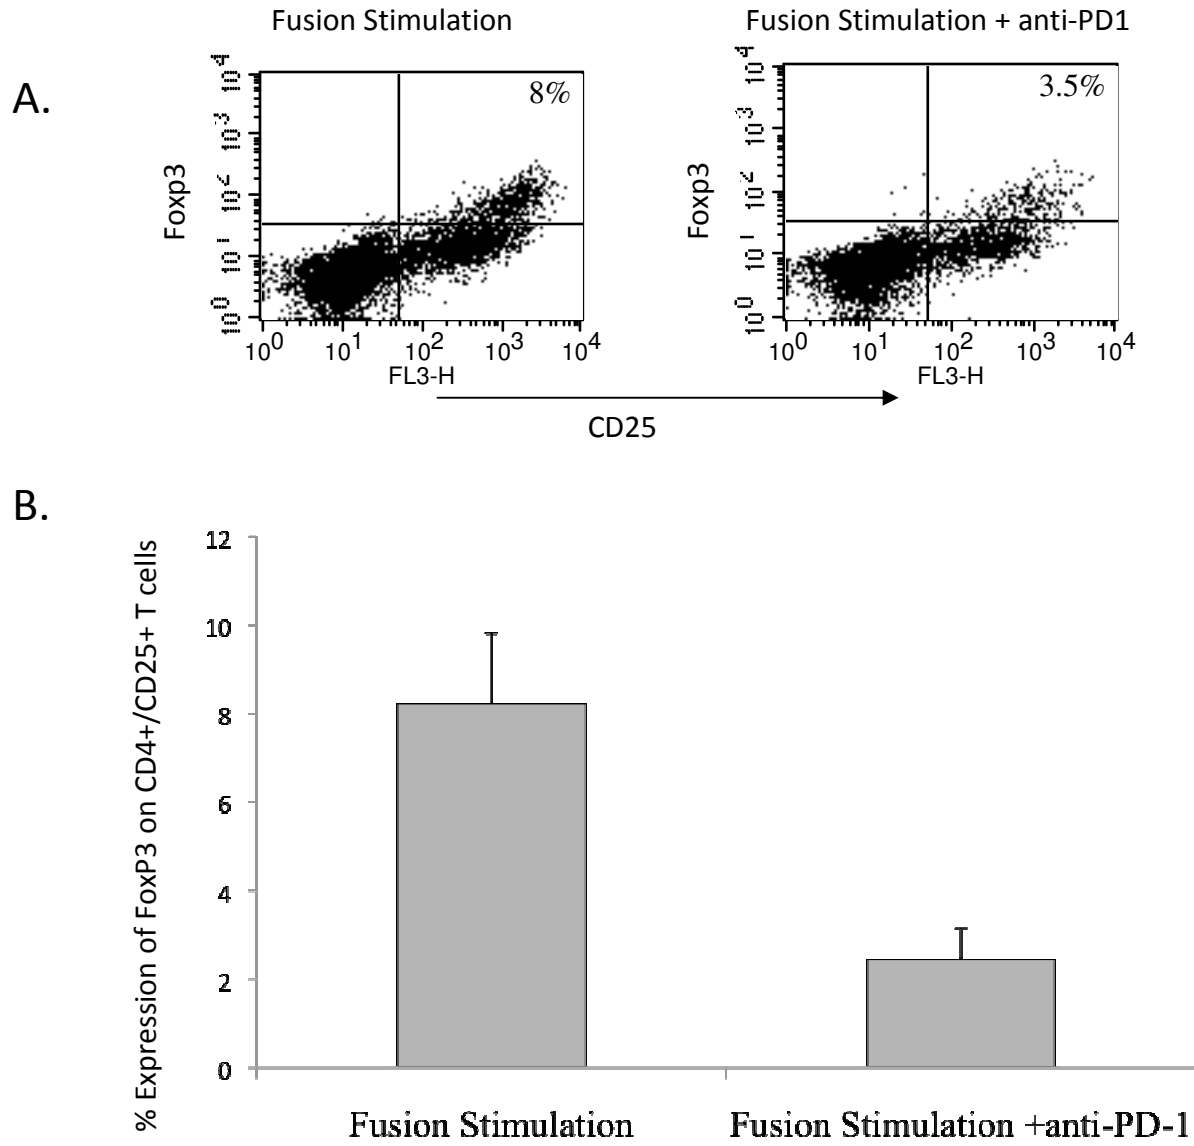 Fusion Stimulation
Fusion Stimulation + anti-PD1
A.
8%
Foxp3
10^4
10^3
10^2
10^1
10^0
10^0 10^1 10^2 10^3 10^4
FL3-H
3.5%
Foxp3
10^4
10^3
10^2
10^1
10^0
10^0 10^1 10^2 10^3 10^4
FL3-H
CD25
B.
% Expression of FoxP3 on CD4+/CD25+ T cells
12
10
8
6
4
2
0
Fusion Stimulation
Fusion Stimulation +anti-PD-1